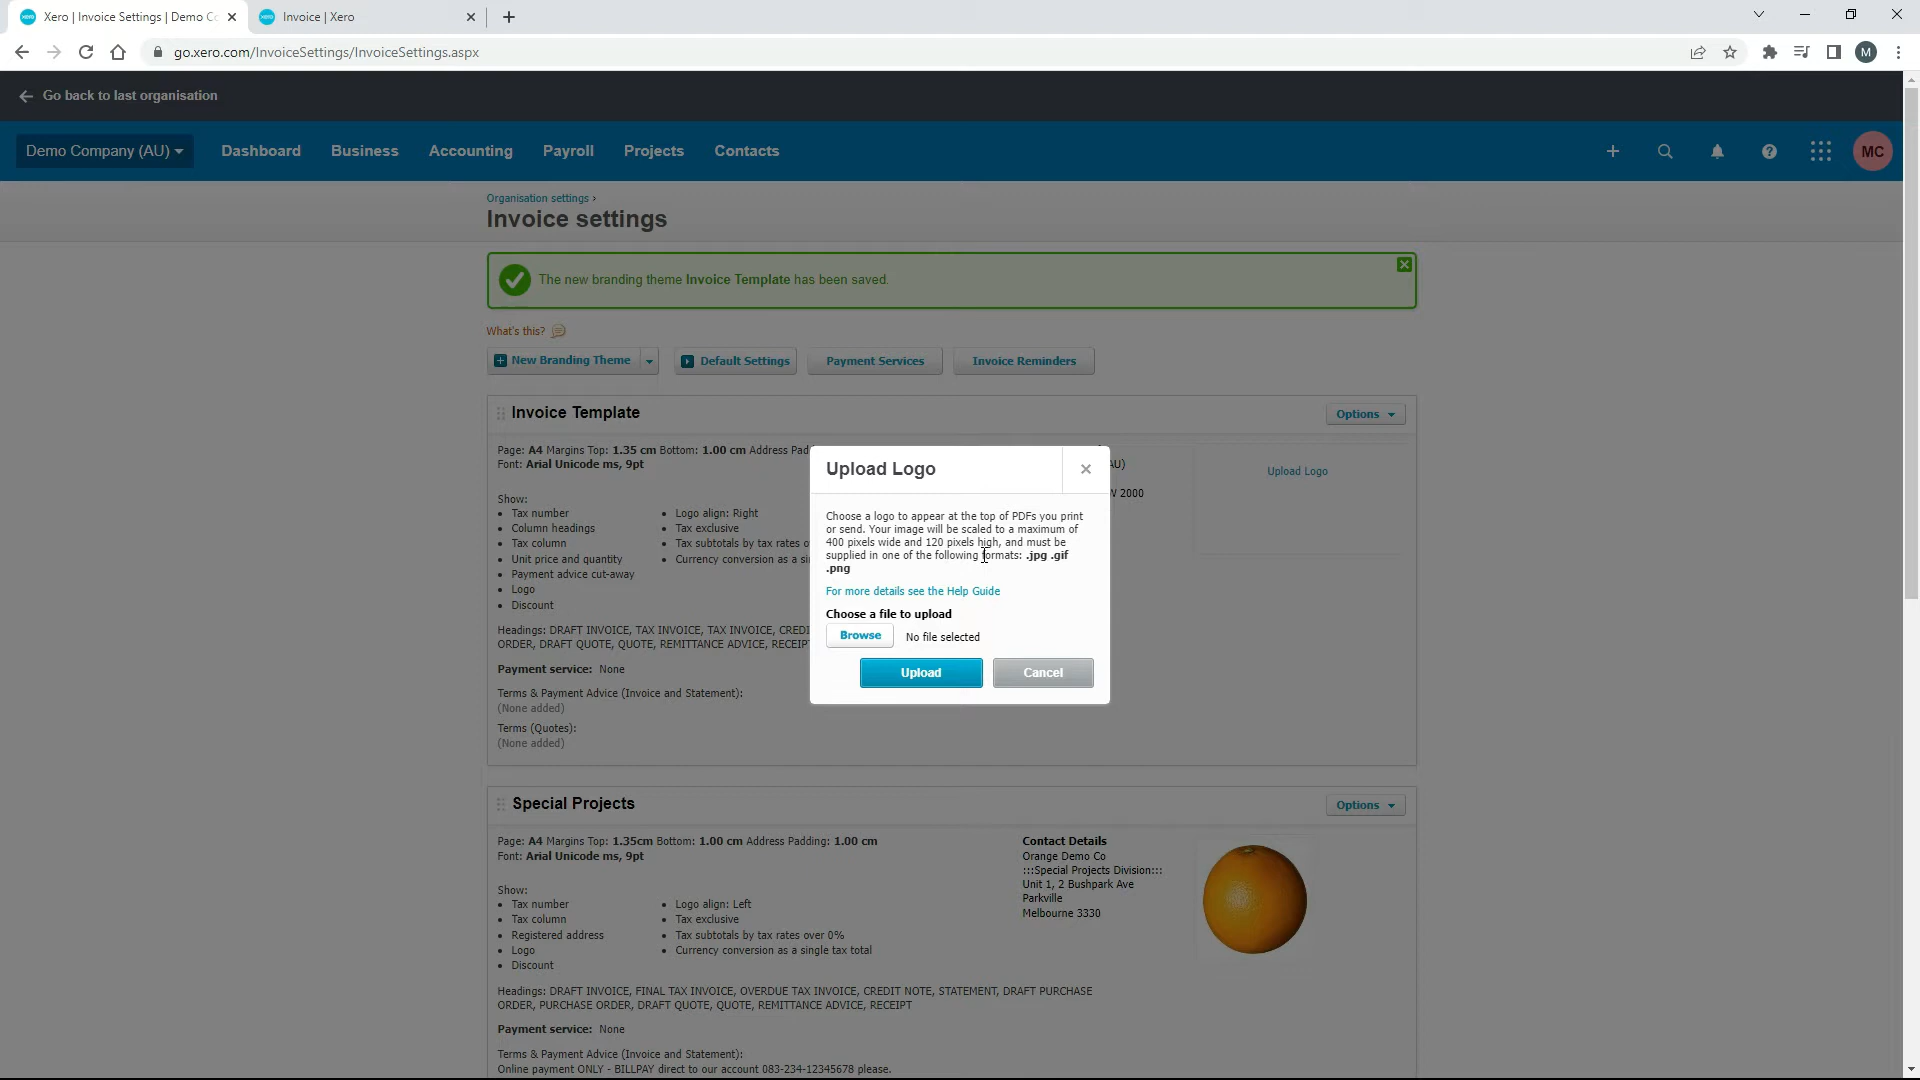 Xero | Invoice Settings | Demo C
Invoice | Xero
go.xero.com/InvoiceSettings/InvoiceSettings.aspx
M
Go back to last organisation
Demo Company (AU)
Dashboard
Business
Accounting
Payroll
Projects
Contacts
MC
Organisation settings ›
Invoice settings
The new branding theme Invoice Template has been saved.
What's this?
New Branding Theme
Default Settings
Payment Services
Invoice Reminders
Invoice Template
Options
Page: A4 Margins Top: 1.35 cm Bottom: 1.00 cm Address Pad
Font: Arial Unicode ms, 9pt
AU)
W 2000
Upload Logo
Show:
• Tax number
• Column headings
• Tax column
• Unit price and quantity
• Payment advice cut-away
• Logo
• Discount
• Logo align: Right
• Tax exclusive
• Tax subtotals by tax rates o
• Currency conversion as a si
Headings: DRAFT INVOICE, TAX INVOICE, TAX INVOICE, CREDI
ORDER, DRAFT QUOTE, QUOTE, REMITTANCE ADVICE, RECEIP
Payment service: None
Terms & Payment Advice (Invoice and Statement):
(None added)
Terms (Quotes):
(None added)
Upload Logo
Choose a logo to appear at the top of PDFs you print
or send. Your image will be scaled to a maximum of
400 pixels wide and 120 pixels high, and must be
supplied in one of the following formats: .jpg .gif
.png
For more details see the Help Guide
Choose a file to upload
Browse
No file selected
Upload
Cancel
Special Projects
Options
Page: A4 Margins Top: 1.35cm Bottom: 1.00 cm Address Padding: 1.00 cm
Font: Arial Unicode ms, 9pt
Show:
• Tax number
• Tax column
• Registered address
• Logo
• Discount
• Logo align: Left
• Tax exclusive
• Tax subtotals by tax rates over 0%
• Currency conversion as a single tax total
Contact Details
Orange Demo Co
:::Special Projects Division:::
Unit 1, 2 Bushpark Ave
Parkville
Melbourne 3330
Headings: DRAFT INVOICE, FINAL TAX INVOICE, OVERDUE TAX INVOICE, CREDIT NOTE, STATEMENT, DRAFT PURCHASE
ORDER, PURCHASE ORDER, DRAFT QUOTE, QUOTE, REMITTANCE ADVICE, RECEIPT
Payment service: None
Terms & Payment Advice (Invoice and Statement):
Online payment ONLY - BILLPAY direct to our account 083-234-12345678 please.